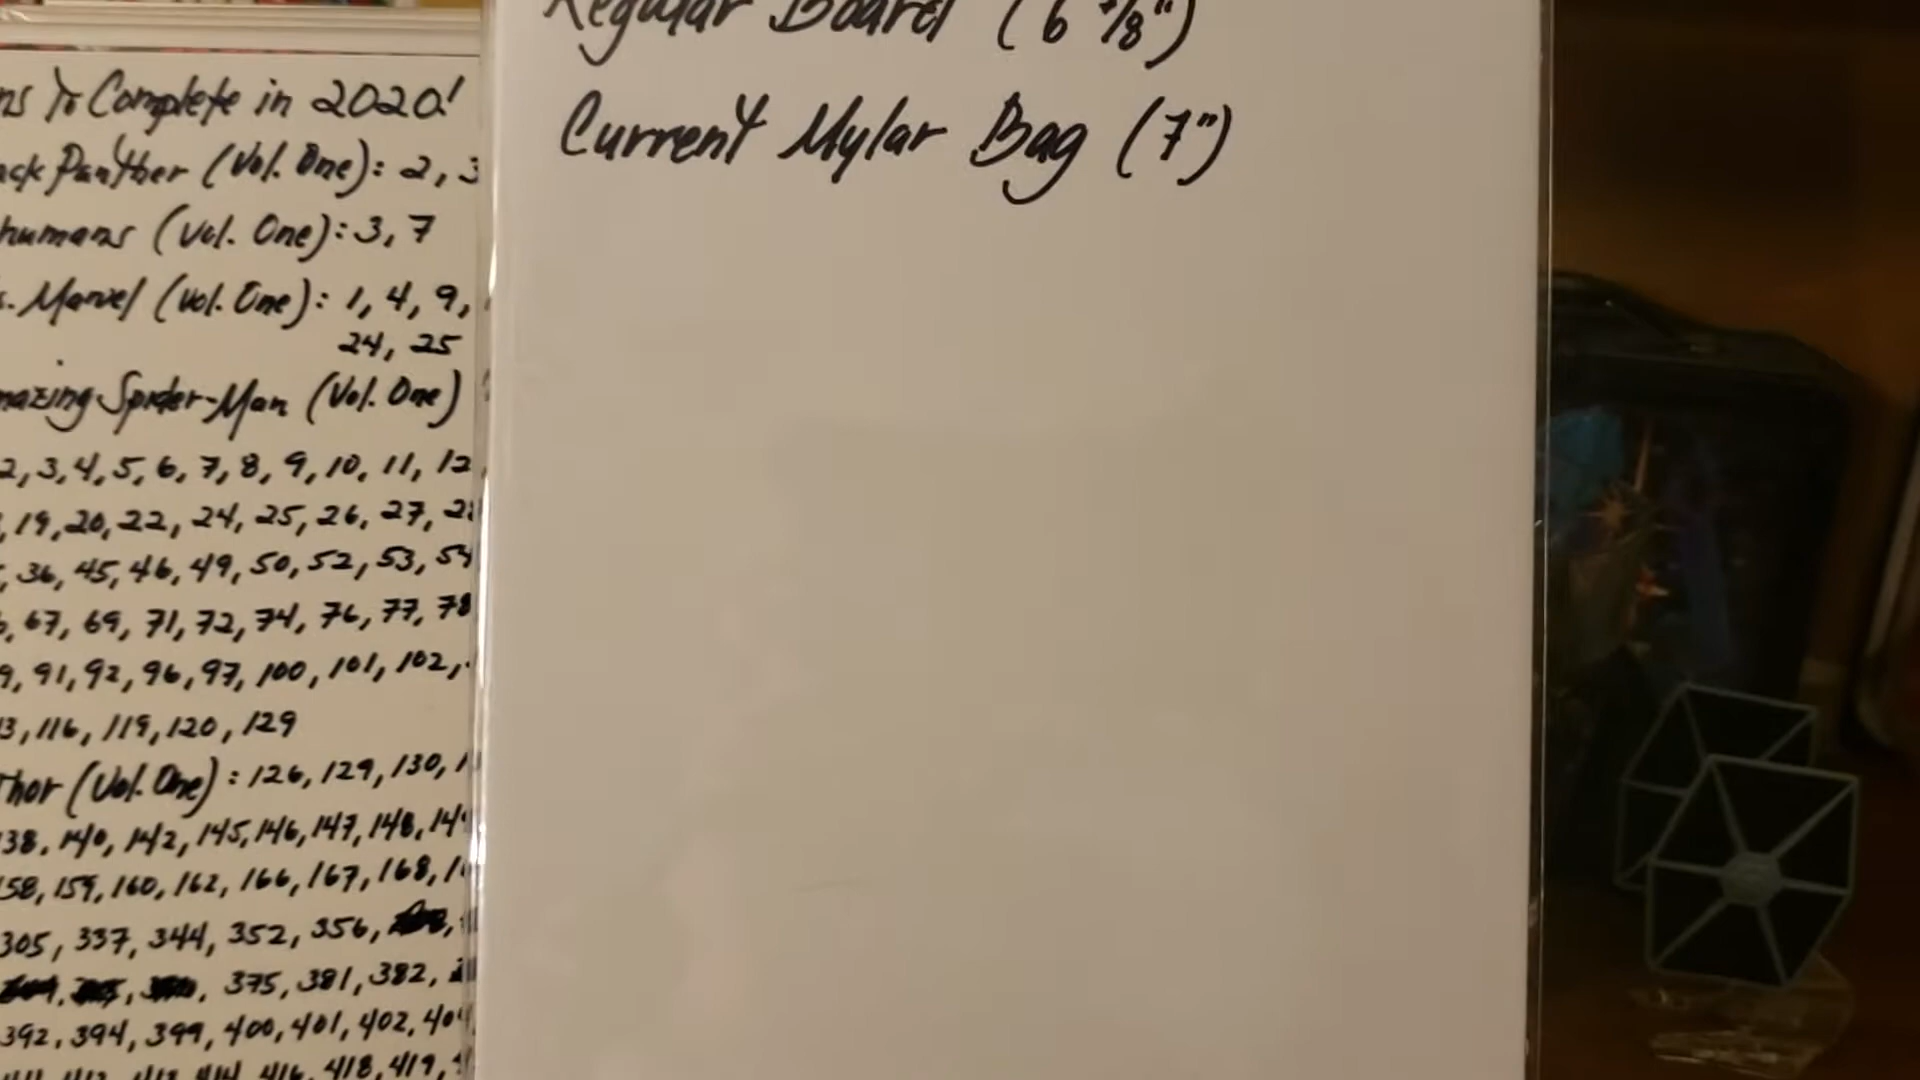 to Complete in 2020!
Panther (Vol. One): 2, 3
humans (Vol. One): 3, 7
Marvel (Vol. One): 1, 4, 9,
24, 25
Spider-Man (Vol. One)
2, 3, 4, 5, 6, 7, 8, 9, 10, 11, 12
, 19, 20, 22, 24, 25, 26, 27,
, 36, 45, 46, 49, 50, 52, 53, 54
, 67, 69, 71, 72, 74, 76, 77, 78
, 91, 92, 96, 97, 100, 101, 102,
, 116, 119, 120, 129
Thor (Vol. One): 126, 129, 130,
138, 140, 142, 145, 146, 147, 148,
158, 159, 160, 162, 166, 167, 168,
305, 337, 344, 352, 356,
375, 381, 382,
392, 394, 399, 400, 401, 402,
414, 416, 418, 419,
Regular Board (6 7/8")
Current Mylar Bag (7")